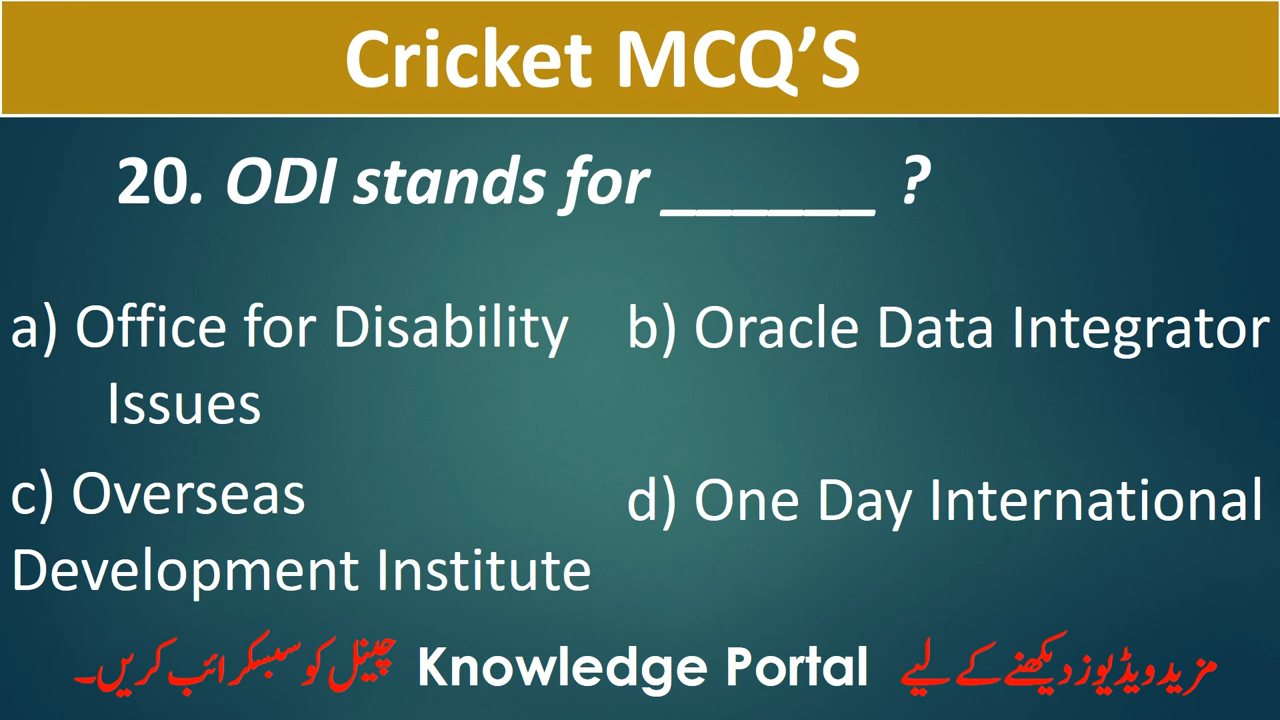 Cricket MCQ’S
20. ODI stands for ______ ?
a) Office for Disability Issues
b) Oracle Data Integrator
c) Overseas Development Institute
d) One Day International
مزید ویڈیوز دیکھنے کے لیے Knowledge Portal چینل کو سبسکرائب کریں۔